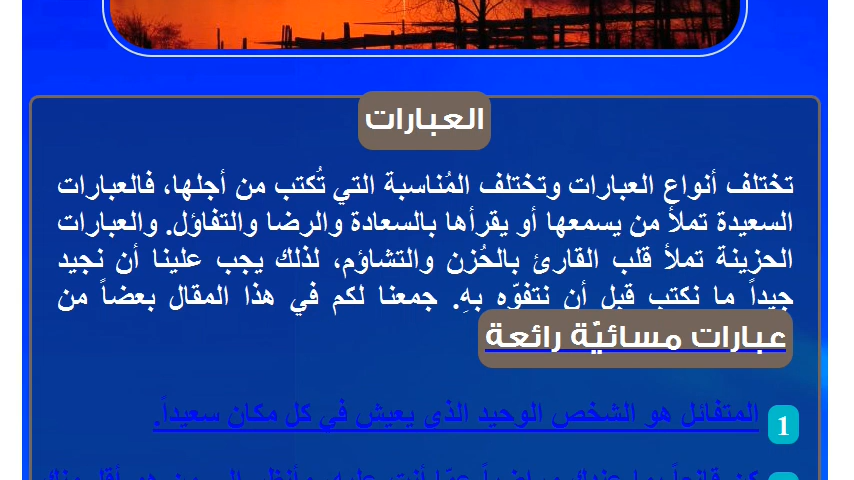 العبارات
تختلف أنواع العبارات وتختلف المُناسبة التي تُكتب من أجلها، فالعبارات
السعيدة تملأ من يسمعها أو يقرأها بالسعادة والرضا والتفاؤل. والعبارات
الحزينة تملأ قلب القارئ بالحُزن والتشاؤم، لذلك يجب علينا أن نجيد
جيداً ما نكتب قبل أن نتفوّه بهِ. جمعنا لكم في هذا المقال بعضاً من
عبارات مسائيّة رائعة
1 المتفائل هو الشخص الوحيد الذي يعيش في كل مكان سعيداً.